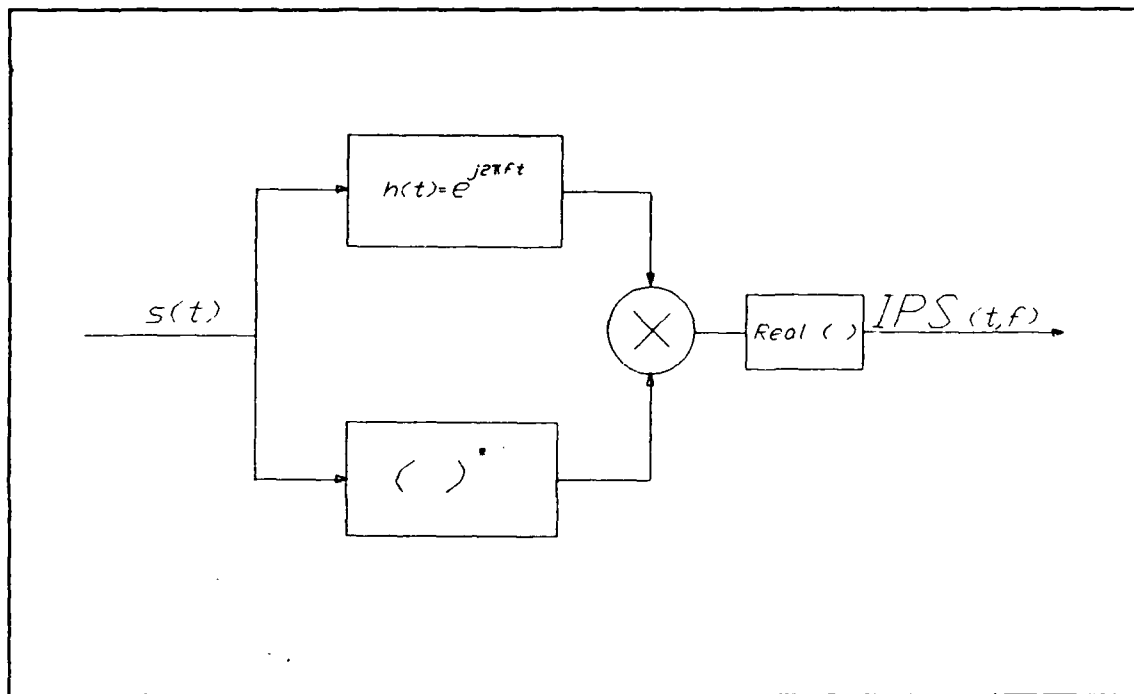 h(t)=e^{j2πft}
s(t)
Real ( )
IPS (t,f)
( )*